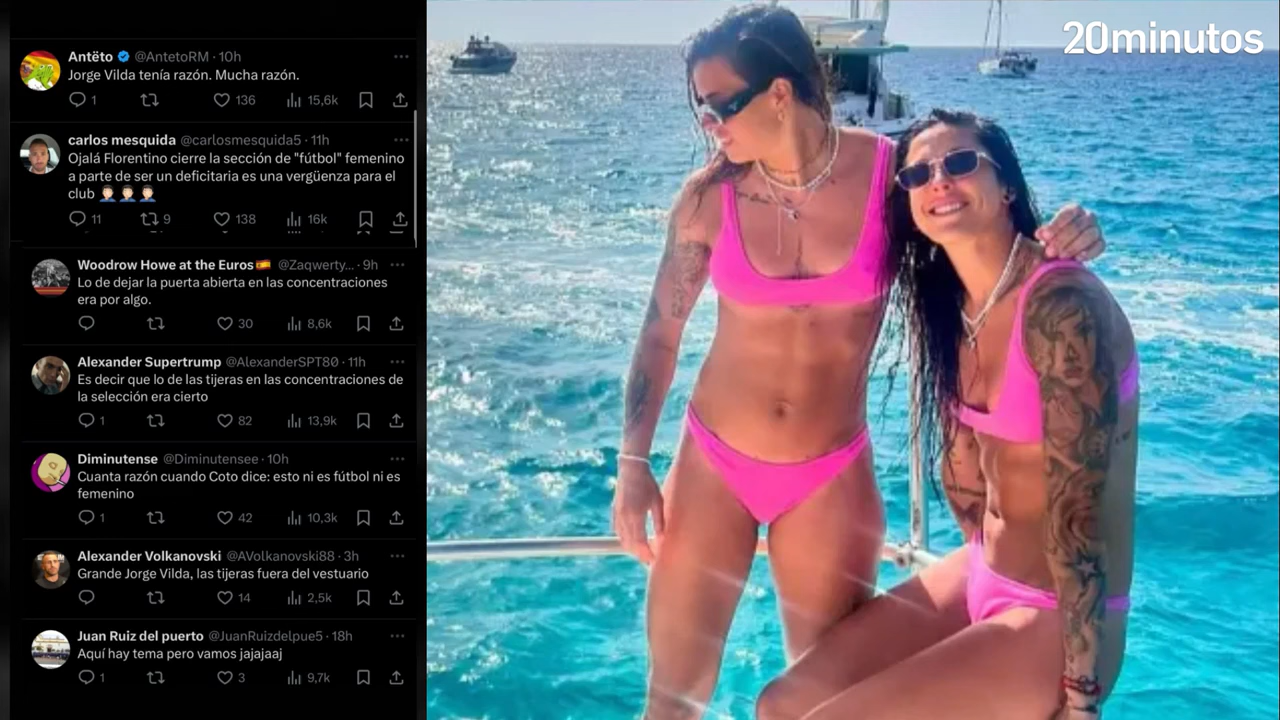 20minutos
Antëto @AntetoRM · 10h
Jorge Vilda tenía razón. Mucha razón.
1 136 15,6k
carlos mesquida @carlosmesquida5 · 11h
Ojalá Florentino cierre la sección de "fútbol" femenino
a parte de ser un deficitaria es una vergüenza para el
club 🤦🏻‍♂️🤦🏻‍♂️🤦🏻‍♂️
11 9 138 16k
Woodrow Howe at the Euros🇪🇸 @Zaqwerty... · 9h
Lo de dejar la puerta abierta en las concentraciones
era por algo.
30 8,6k
Alexander Supertrump @AlexanderSPT80 · 11h
Es decir que lo de las tijeras en las concentraciones de
la selección era cierto
1 82 13,9k
Diminutense @Diminutensee · 10h
Cuanta razón cuando Coto dice: esto ni es fútbol ni es
femenino
1 42 10,3k
Alexander Volkanovski @AVolkanovski88 · 3h
Grande Jorge Vilda, las tijeras fuera del vestuario
14 2,5k
Juan Ruiz del puerto @JuanRuizdelpue5 · 18h
Aquí hay tema pero vamos jajajaaj
1 3 9,7k